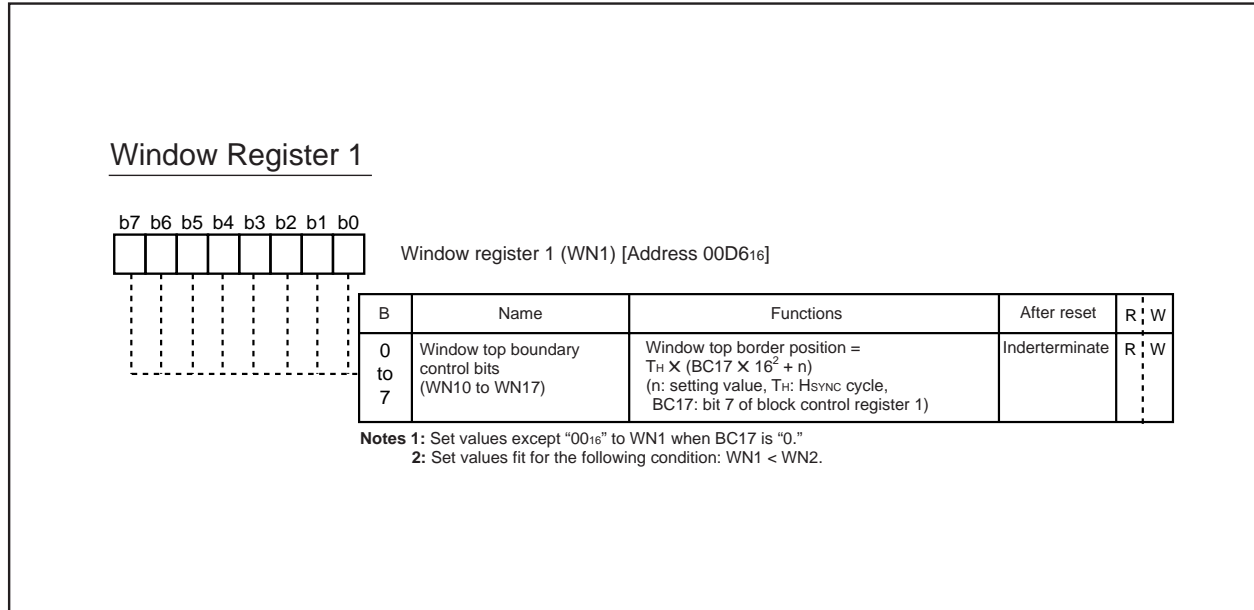 Window Register 1
b7 b6 b5 b4 b3 b2 b1 b0
Window register 1 (WN1) [Address 00D6₁₆]
B Name Functions After reset R W
0 to 7
Window top boundary
control bits
(WN10 to WN17)
Window top border position =
TH X (BC17 X 16² + n)
(n: setting value, TH: HSYNC cycle,
BC17: bit 7 of block control register 1)
Inderterminate R W
Notes 1: Set values except “00₁₆” to WN1 when BC17 is “0.”
2: Set values fit for the following condition: WN1 < WN2.